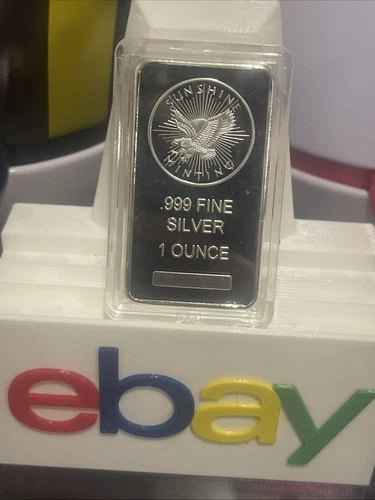 SUNSHINE
MINTING
.999 FINE
SILVER
1 OUNCE
ebay